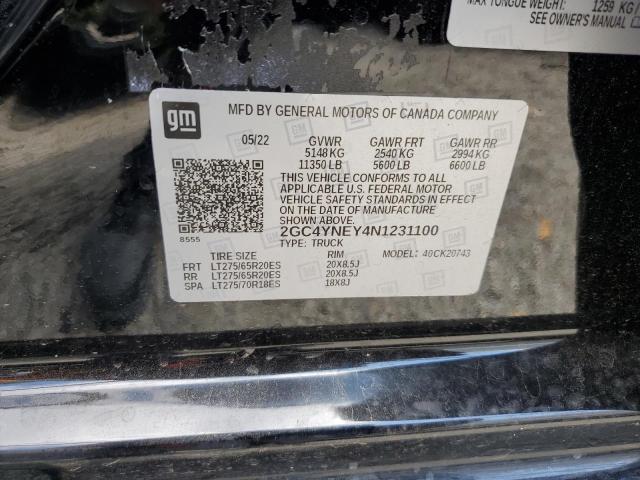 MAX TONGUE WEIGHT: 1259 KG
SEE OWNER'S MANUAL
gm
MFD BY GENERAL MOTORS OF CANADA COMPANY
05/22 GVWR GAWR FRT GAWR RR
5148 KG 2540 KG 2994 KG
11350 LB 5600 LB 6600 LB
THIS VEHICLE CONFORMS TO ALL
APPLICABLE U.S. FEDERAL MOTOR
VEHICLE SAFETY STANDARDS IN EFFECT
ON THE DATE OF MANUFACTURE SHOWN
ABOVE.
2GC4YNEY4N1231100
8555
TYPE: TRUCK MODEL: 40CK20743
TIRE SIZE RIM
FRT LT275/65R20ES 20X8.5J
RR LT275/65R20ES 20X8.5J
SPA LT275/70R18ES 18X8J